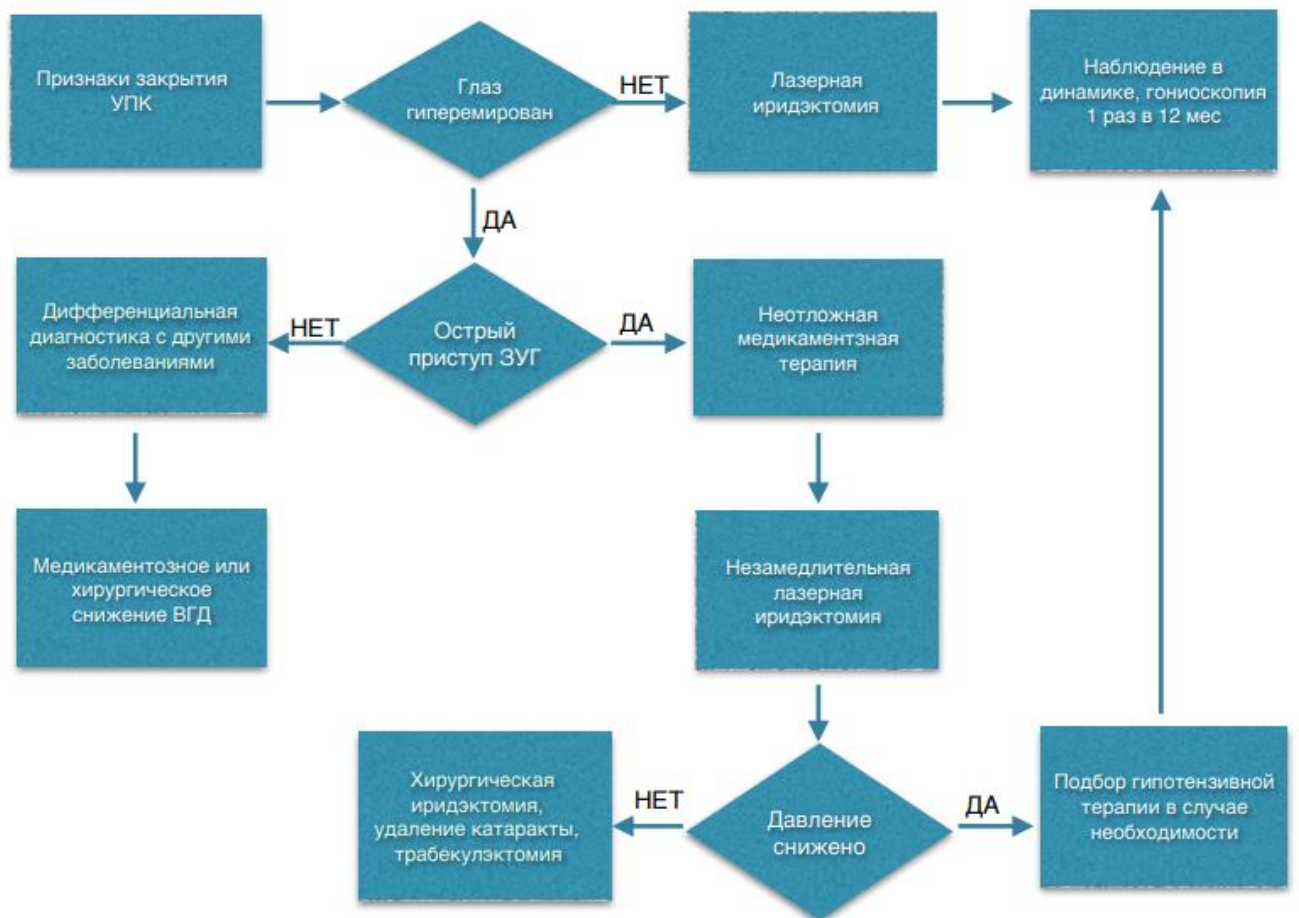 Признаки закрытия
УПК
Глаз
гиперемирован
НЕТ
Лазерная
иридэктомия
Наблюдение в
динамике, гониоскопия
1 раз в 12 мес
ДА
Дифференциальная
диагностика с другими
заболеваниями
НЕТ
Острый
приступ ЗУГ
ДА
Неотложная
медикаментзная
терапия
Медикаментозное или
хирургическое
снижение ВГД
Незамедлительная
лазерная
иридэктомия
Хирургическая
иридэктомия,
удаление катаракты,
трабекулэктомия
НЕТ
Давление
снижено
ДА
Подбор гипотензивной
терапии в случае
необходимости